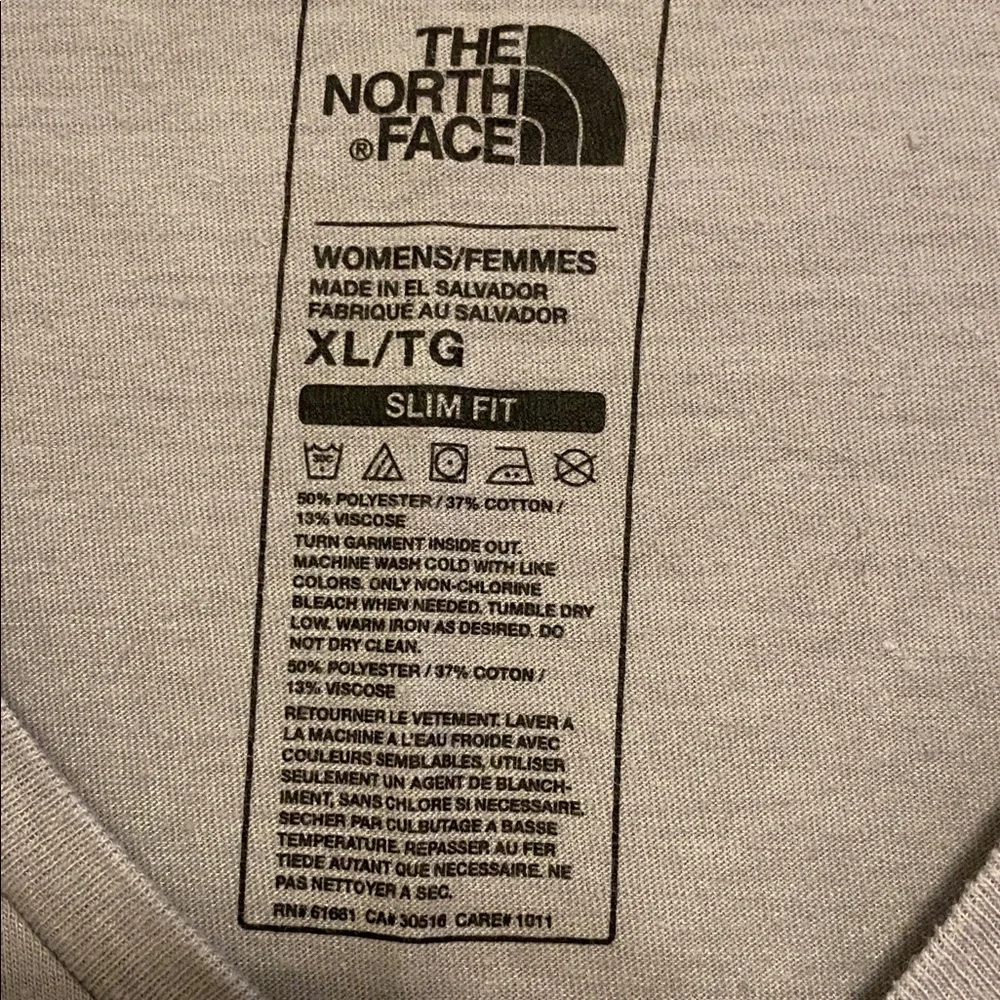 THE
NORTH
®FACE
WOMENS/FEMMES
MADE IN EL SALVADOR
FABRIQUÉ AU SALVADOR
XL/TG
SLIM FIT
30C
50% POLYESTER / 37% COTTON /
13% VISCOSE
TURN GARMENT INSIDE OUT.
MACHINE WASH COLD WITH LIKE
COLORS. ONLY NON-CHLORINE
BLEACH WHEN NEEDED. TUMBLE DRY
LOW. WARM IRON AS DESIRED. DO
NOT DRY CLEAN.
50% POLYESTER / 37% COTON /
13% VISCOSE
RETOURNER LE VETEMENT. LAVER A
LA MACHINE A L'EAU FROIDE AVEC
COULEURS SEMBLABLES, UTILISER
SEULEMENT UN AGENT DE BLANCH-
IMENT, SANS CHLORE SI NECESSAIRE.
SECHER PAR CULBUTAGE A BASSE
TEMPERATURE. REPASSER AU FER
TIEDE AUTANT QUE NECESSAIRE. NE
PAS NETTOYER A SEC.
RN# 61661 CA# 30516 CARE# 1011